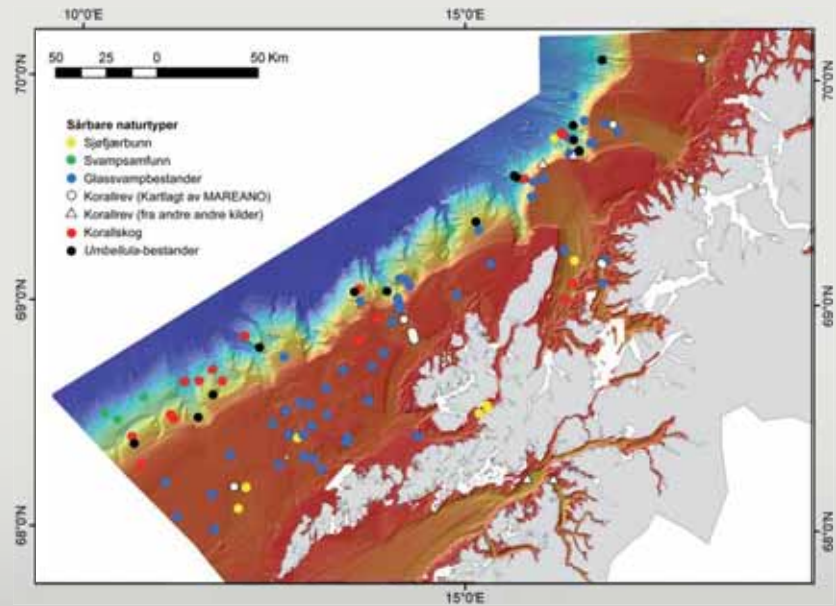 10°0'E 15°0'E
50 25 0 50 Km
70°0'N 70°0'N
Sårbare naturtyper
Sjøfjærbunn
Svampsamfunn
Glassvampbestander
Korallrev (Kartlagt av MAREANO)
Korallrev (fra andre andre kilder)
Korallskog
Umbellula-bestander
69°0'N 69°0'N
68°0'N 68°0'N
15°0'E